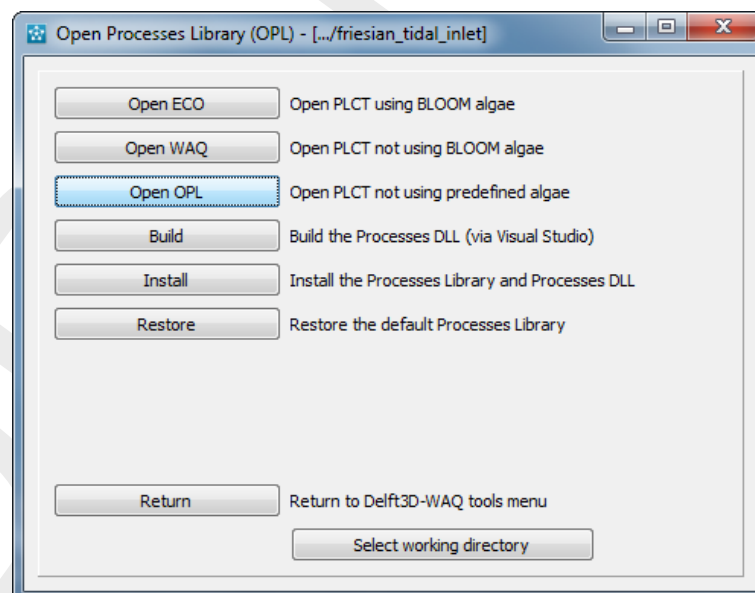 Open Processes Library (OPL) - [.../friesian_tidal_inlet]
Open ECO Open PLCT using BLOOM algae
Open WAQ Open PLCT not using BLOOM algae
Open OPL Open PLCT not using predefined algae
Build Build the Processes DLL (via Visual Studio)
Install Install the Processes Library and Processes DLL
Restore Restore the default Processes Library
Return Return to Delft3D-WAQ tools menu
Select working directory